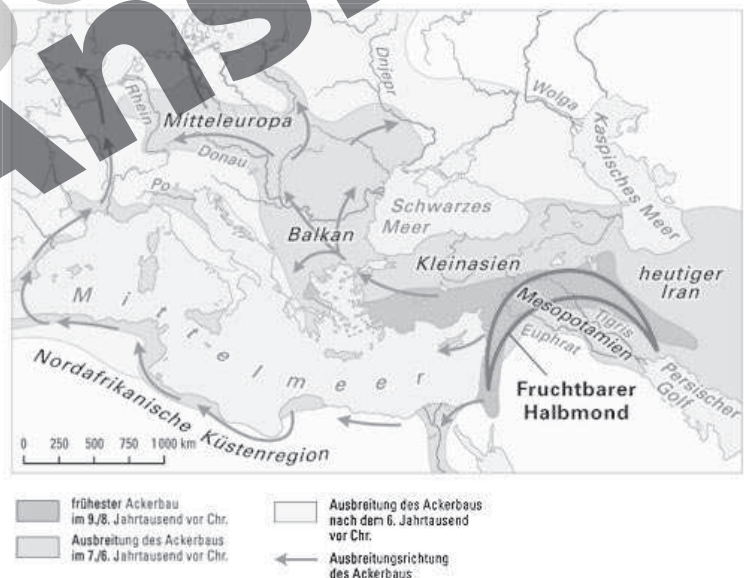 Ans
Dnjepr
Wolga
Kaspisches Meer
Rhein
Mitteleuropa
Donau
Po
Schwarzes
Meer
Balkan
Kleinasien
heutiger
Iran
Mittelmeer
Mesopotamien
Tigris
Euphrat
Persischer
Golf
Fruchtbarer
Halbmond
Nordafrikanische Küstenregion
0 250 500 750 1000 km
frühester Ackerbau
im 9./8. Jahrtausend vor Chr.
Ausbreitung des Ackerbaus
im 7./6. Jahrtausend vor Chr.
Ausbreitung des Ackerbaus
nach dem 6. Jahrtausend
vor Chr.
Ausbreitungsrichtung
des Ackerbaus